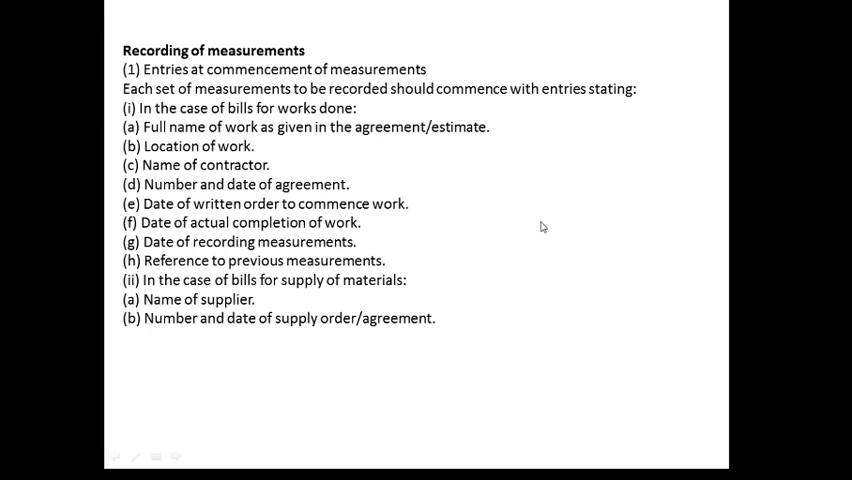 Recording of measurements
(1) Entries at commencement of measurements
Each set of measurements to be recorded should commence with entries stating:
(i) In the case of bills for works done:
(a) Full name of work as given in the agreement/estimate.
(b) Location of work.
(c) Name of contractor.
(d) Number and date of agreement.
(e) Date of written order to commence work.
(f) Date of actual completion of work.
(g) Date of recording measurements.
(h) Reference to previous measurements.
(ii) In the case of bills for supply of materials:
(a) Name of supplier.
(b) Number and date of supply order/agreement.